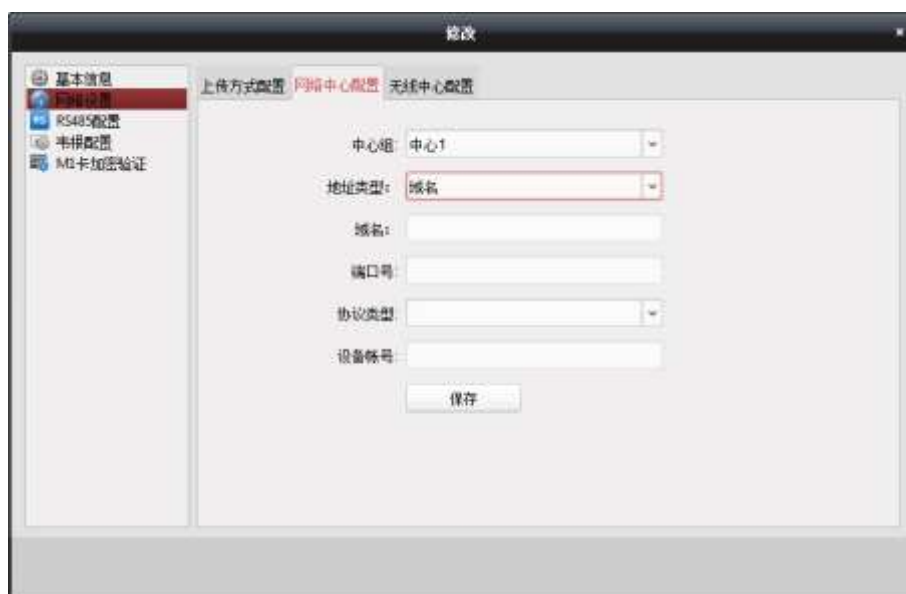 修改
基本信息
网络设置
RS485配置
韦根配置
M1卡加密验证
上传方式配置 网络中心配置 无线中心配置
中心组 中心1
地址类型: 域名
域名:
端口号
协议类型
设备帐号
保存